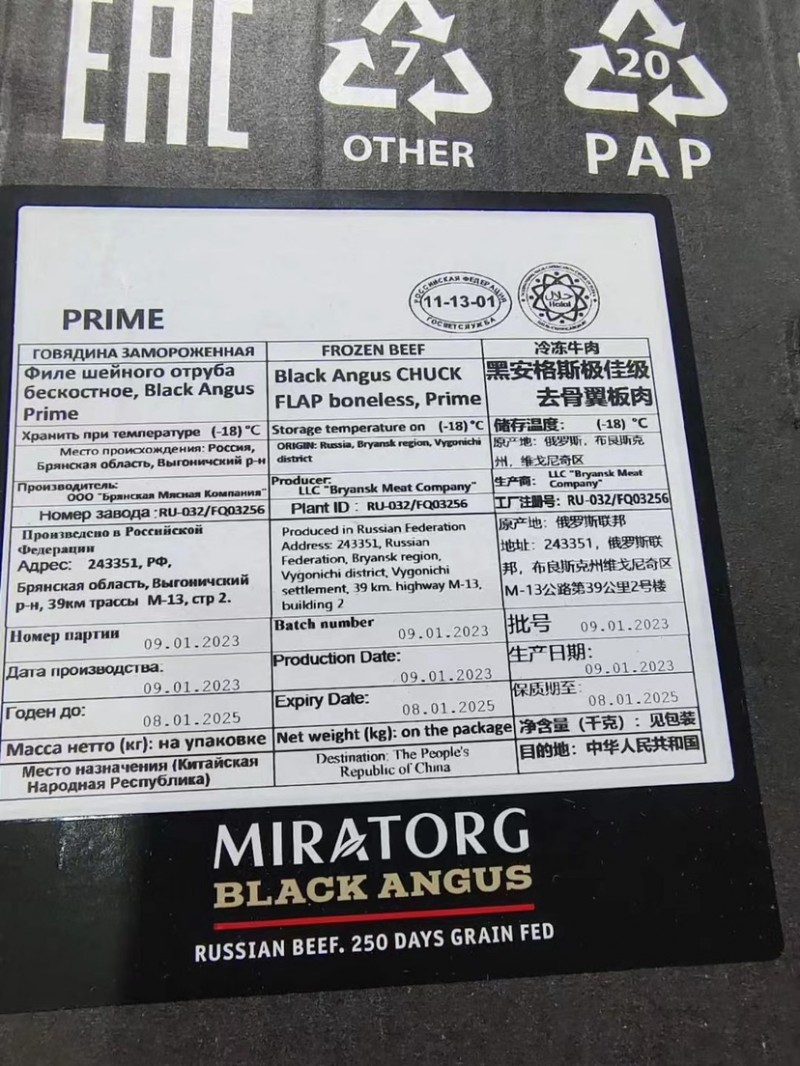 EAC
7
OTHER
20
PAP
PRIME
РОССИЙСКАЯ ФЕДЕРАЦИЯ
11-13-01
ГОСВЕТСЛУЖБА
حلال
Halal
ГОВЯДИНА ЗАМОРОЖЕННАЯ
Филе шейного отруба
бескостное, Black Angus
Prime
Хранить при температуре (-18) °C
Место происхождения: Россия,
Брянская область, Выгоничский р-н
Производитель:
ООО "Брянская Мясная Компания"
Номер завода :RU-032/FQ03256
Произведено в Российской
Федерации
Адрес: 243351, РФ,
Брянская область, Выгоничский
р-н, 39км трассы М-13, стр 2.
Номер партии 09.01.2023
Дата производства:
09.01.2023
Годен до:
08.01.2025
Масса нетто (кг): на упаковке
Место назначения (Китайская
Народная Республика)
FROZEN BEEF
Black Angus CHUCK
FLAP boneless, Prime
Storage temperature on (-18) °C
ORIGIN: Russia, Bryansk region, Vygonichi
district
Producer:
LLC "Bryansk Meat Company"
Plant ID : RU-032/FQ03256
Produced in Russian Federation
Address: 243351, Russian
Federation, Bryansk region,
Vygonichi district, Vygonichi
settlement, 39 km. highway M-13,
building 2
Batch number
09.01.2023
Production Date:
09.01.2023
Expiry Date:
08.01.2025
Net weight (kg): on the package
Destination: The People's
Republic of China
冷冻牛肉
黑安格斯极佳级
去骨翼板肉
储存温度： (-18) °C
原产地：俄罗斯，布良斯克
州，维戈尼奇区
生产商： LLC "Bryansk Meat
Company"
工厂注册号: RU-032/FQ03256
原产地：俄罗斯联邦
地址：243351，俄罗斯联
邦，布良斯克州维戈尼奇区
M-13公路第39公里2号楼
批号 09.01.2023
生产日期:
09.01.2023
保质期至:
08.01.2025
净含量（千克）：见包装
目的地：中华人民共和国
MIRATORG
BLACK ANGUS
RUSSIAN BEEF. 250 DAYS GRAIN FED